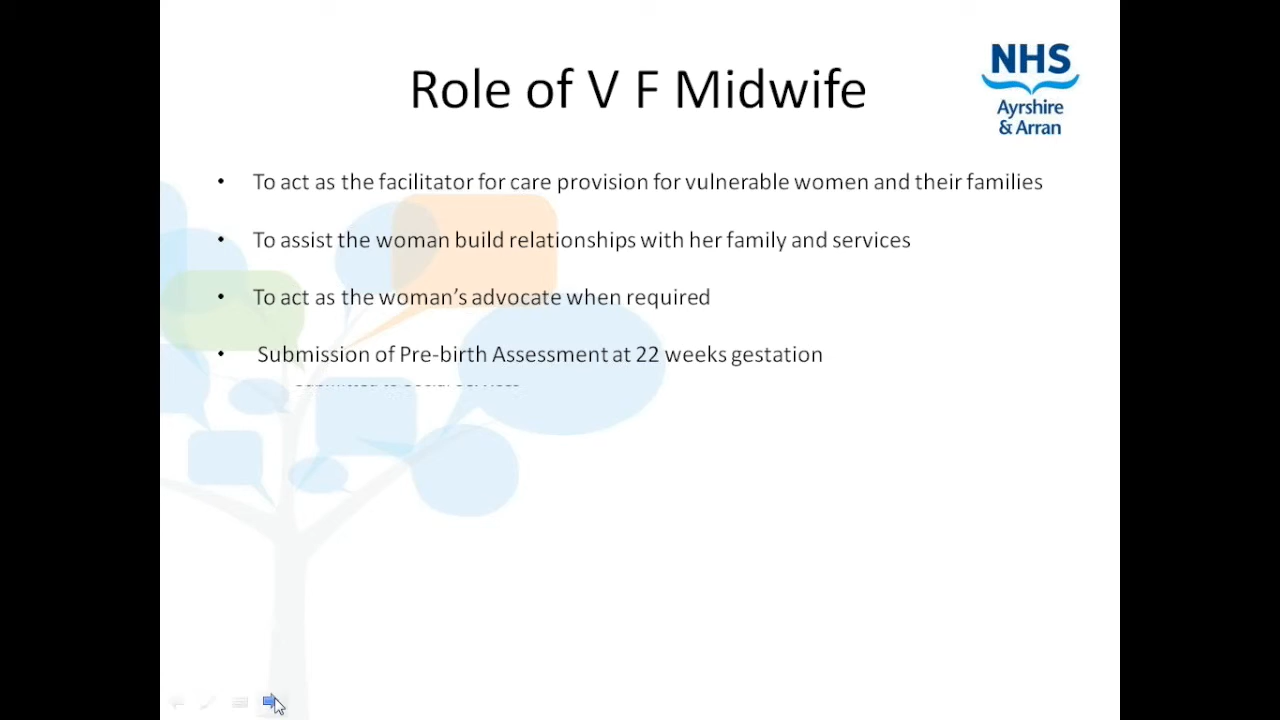 Role of V F Midwife
NHS
Ayrshire
& Arran
• To act as the facilitator for care provision for vulnerable women and their families
• To assist the woman build relationships with her family and services
• To act as the woman's advocate when required
• Submission of Pre-birth Assessment at 22 weeks gestation